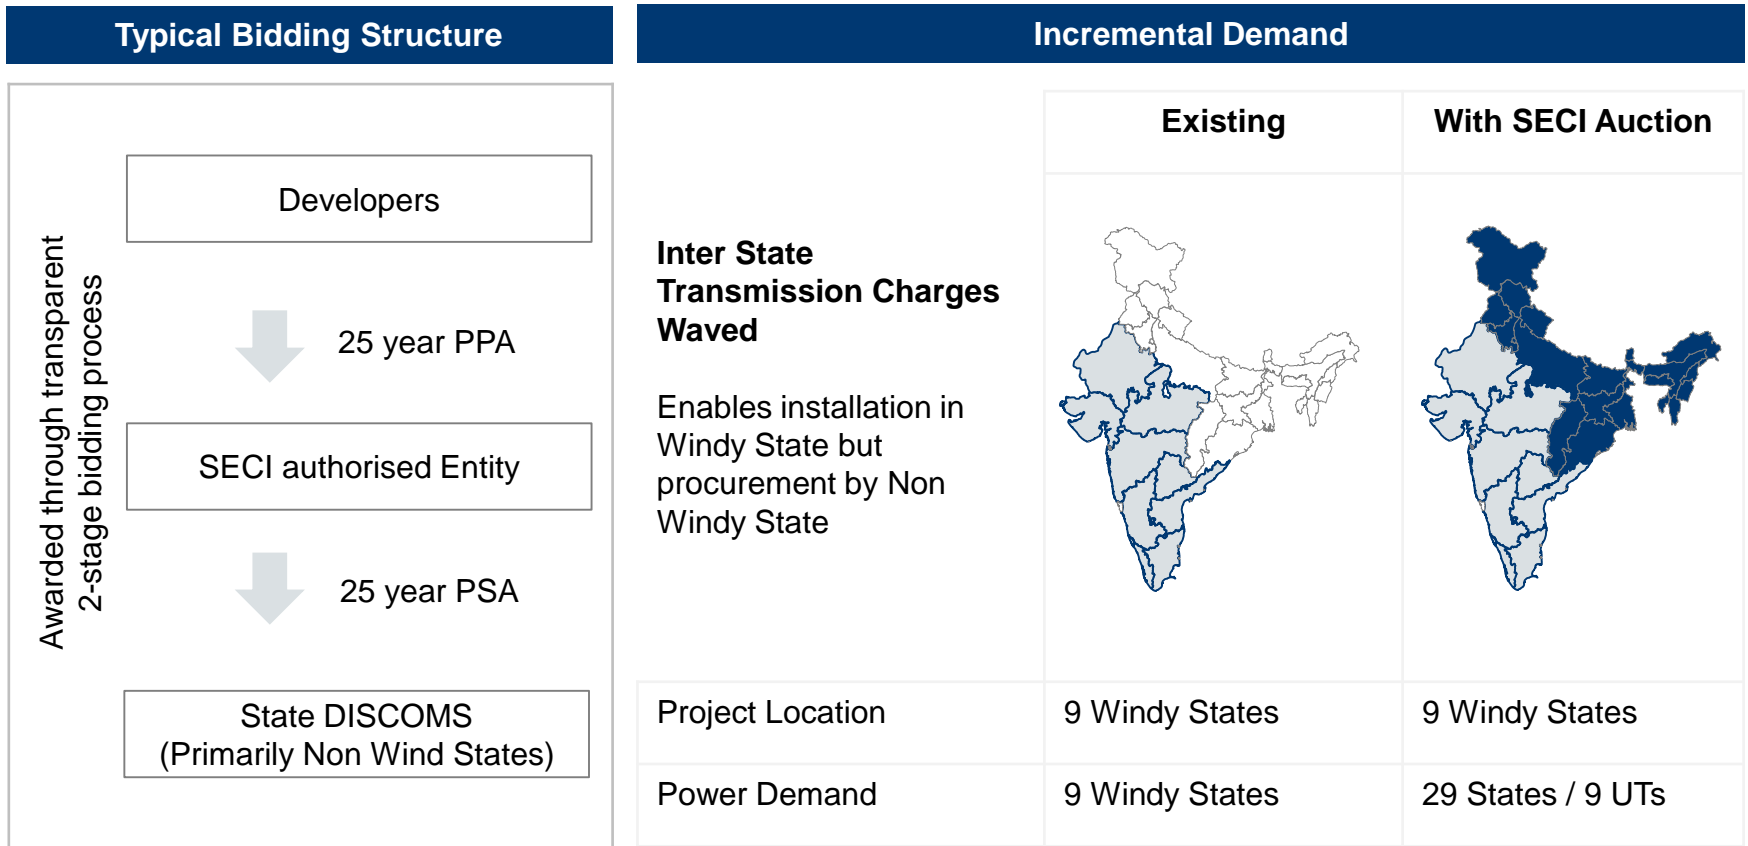 Typical Bidding Structure
Awarded through transparent
2-stage bidding process
Developers
25 year PPA
SECI authorised Entity
25 year PSA
State DISCOMS
(Primarily Non Wind States)
Incremental Demand
Existing
With SECI Auction
Inter State
Transmission Charges
Waved
Enables installation in
Windy State but
procurement by Non
Windy State
Project Location
9 Windy States
9 Windy States
Power Demand
9 Windy States
29 States / 9 UTs